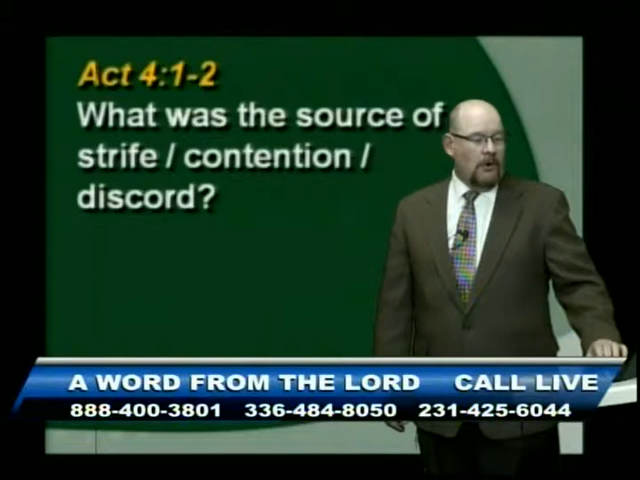 Act 4:1-2
What was the source of
strife / contention /
discord?
A WORD FROM THE LORD CALL LIVE
888-400-3801 336-484-8050 231-425-6044